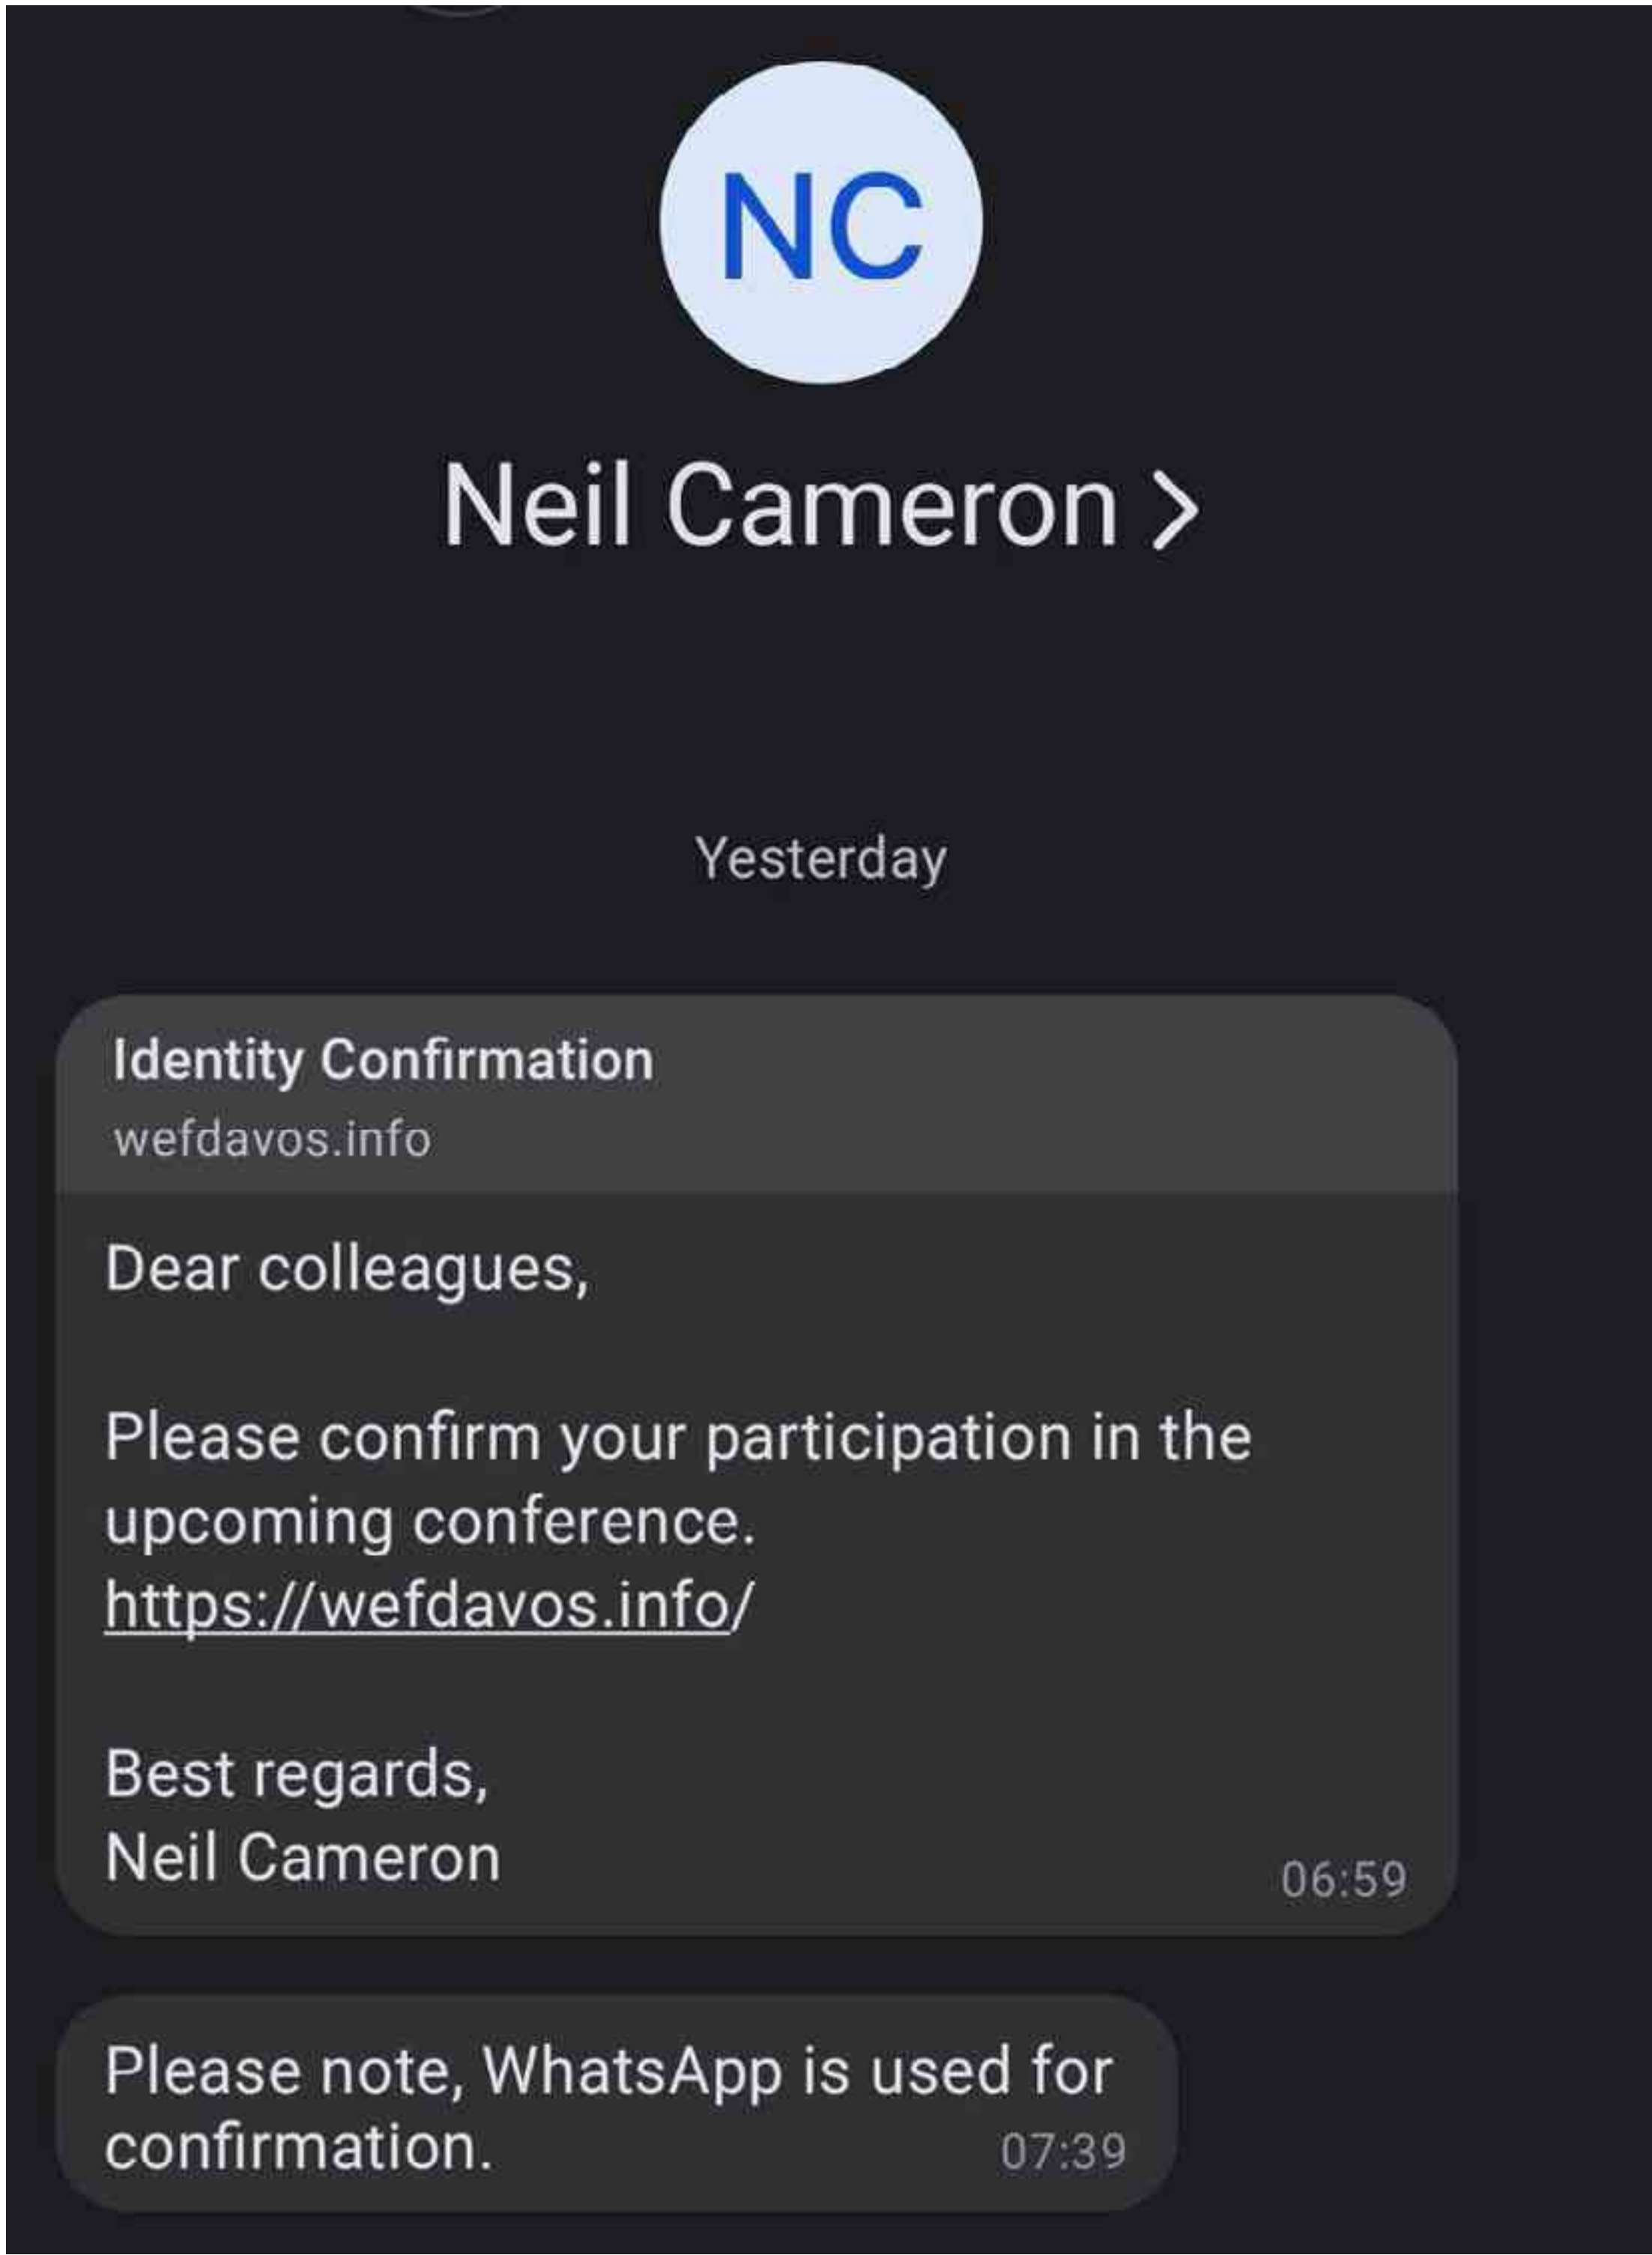 NC
Neil Cameron >
Yesterday
Identity Confirmation
wefdavos.info
Dear colleagues,
Please confirm your participation in the
upcoming conference.
https://wefdavos.info/
Best regards,
Neil Cameron
06:59
Please note, WhatsApp is used for
confirmation.
07:39